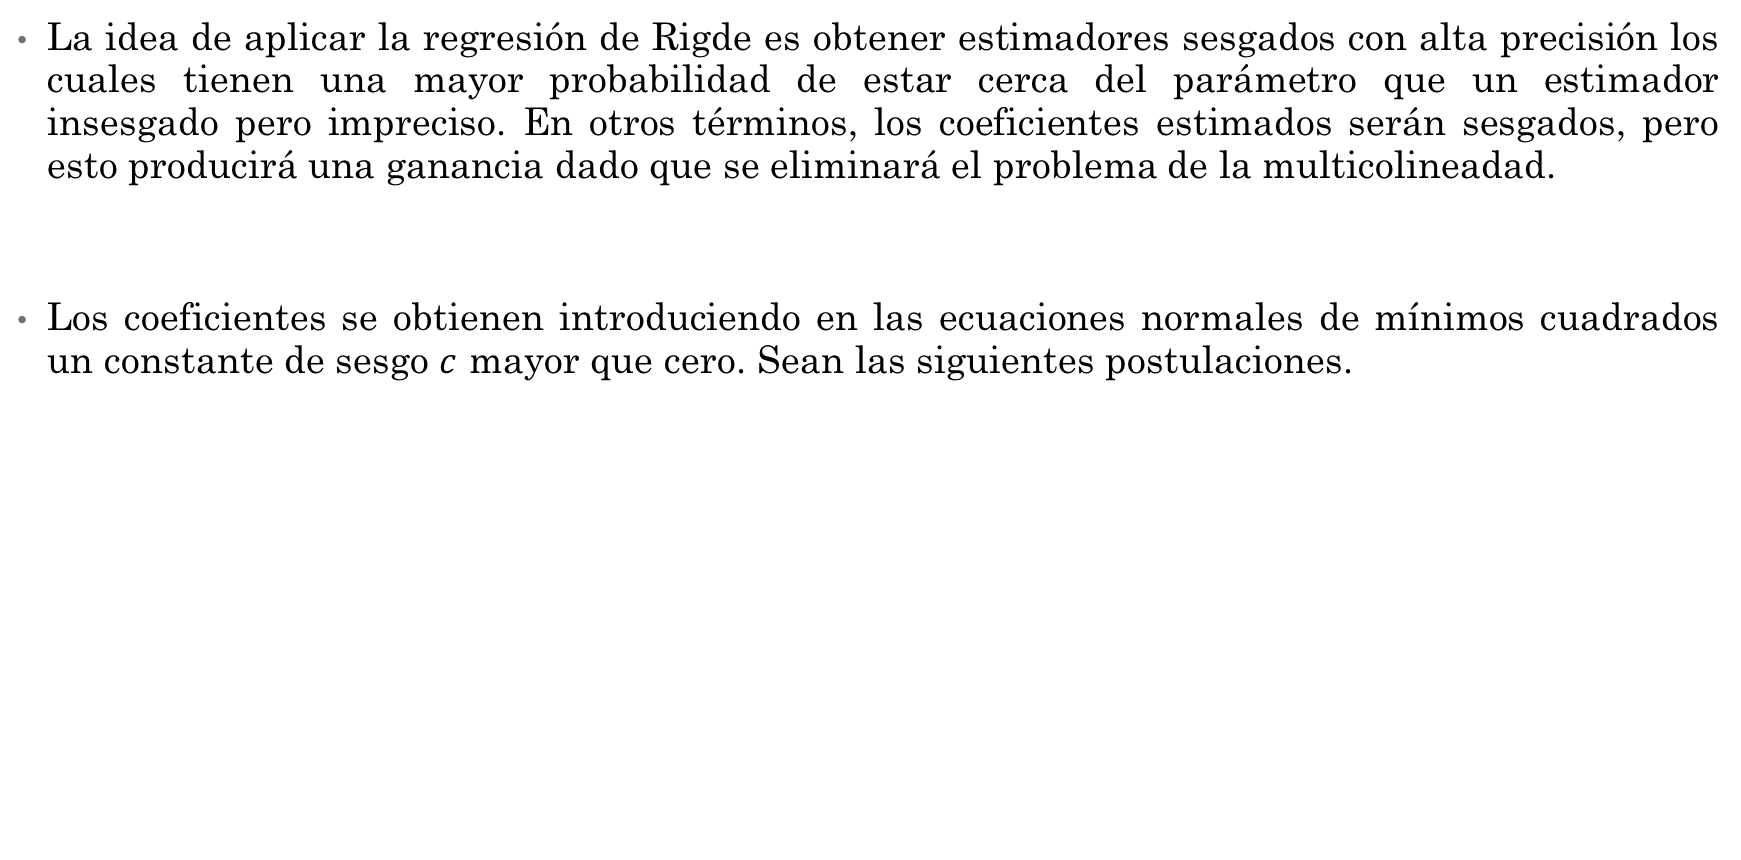 • La idea de aplicar la regresión de Rigde es obtener estimadores sesgados con alta precisión los
cuales tienen una mayor probabilidad de estar cerca del parámetro que un estimador
insesgado pero impreciso. En otros términos, los coeficientes estimados serán sesgados, pero
esto producirá una ganancia dado que se eliminará el problema de la multicolineadad.
• Los coeficientes se obtienen introduciendo en las ecuaciones normales de mínimos cuadrados
un constante de sesgo c mayor que cero. Sean las siguientes postulaciones.